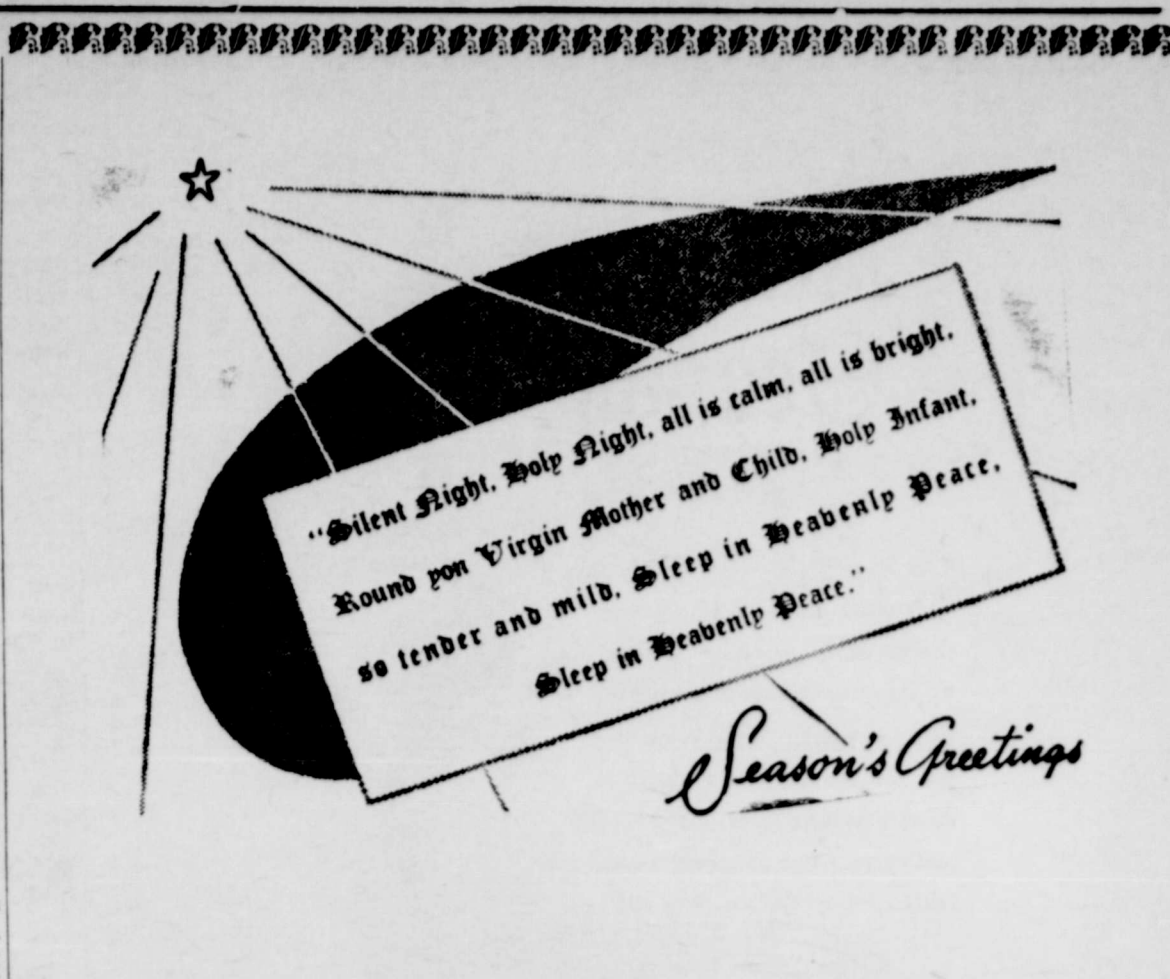 “Silent Night, Holy Night, all is calm, all is bright,
Round yon Virgin Mother and Child, Holy Infant,
so tender and mild, Sleep in Heavenly Peace,
Sleep in Heavenly Peace.”
Season's Greetings